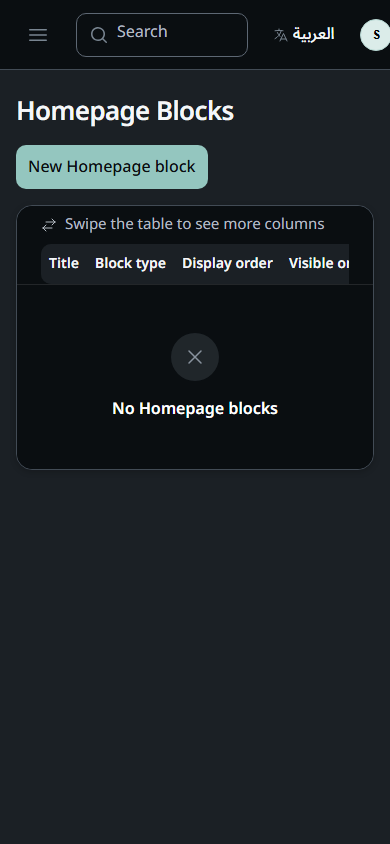 Search
العربية
S
Homepage Blocks
New Homepage block
Swipe the table to see more columns
Title Block type Display order Visible
No Homepage blocks